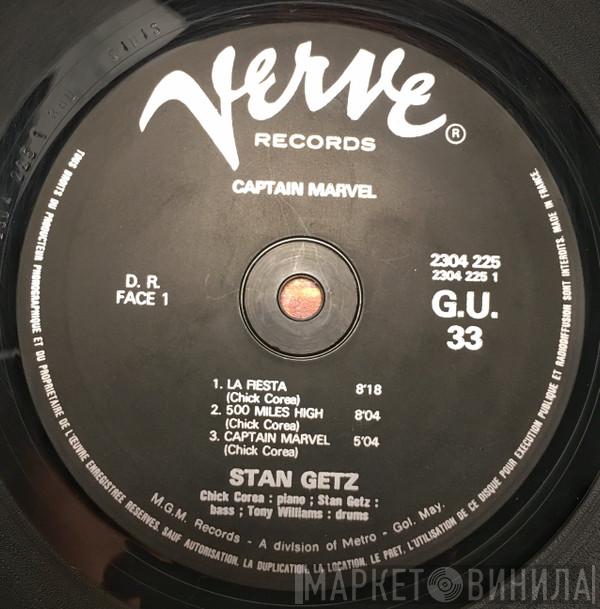 Verve
RECORDS
®
CAPTAIN MARVEL
D. R.
FACE 1
2304 225
2304 225 1
G.U.
33
1. LA FIESTA 8'18
(Chick Corea)
2. 500 MILES HIGH 8'04
(Chick Corea)
3. CAPTAIN MARVEL 5'04
(Chick Corea)
STAN GETZ
Chick Corea : piano ; Stan Getz :
bass ; Tony Williams : drums
M.G.M. Records - A division of Metro - Gol. May.
TOUS DROITS DU PRODUCTEUR PHONOGRAPHIQUE ET DU PROPRIETAIRE DE L'ŒUVRE ENREGISTREE RESERVES. SAUF AUTORISATION, LA DUPLICATION, LA LOCATION, LE PRET, L'UTILISATION DE CE DISQUE POUR EXECUTION PUBLIQUE ET RADIODIFFUSION SONT INTERDITS. MADE IN FRANCE.
МАРКЕТ ВИНИЛА